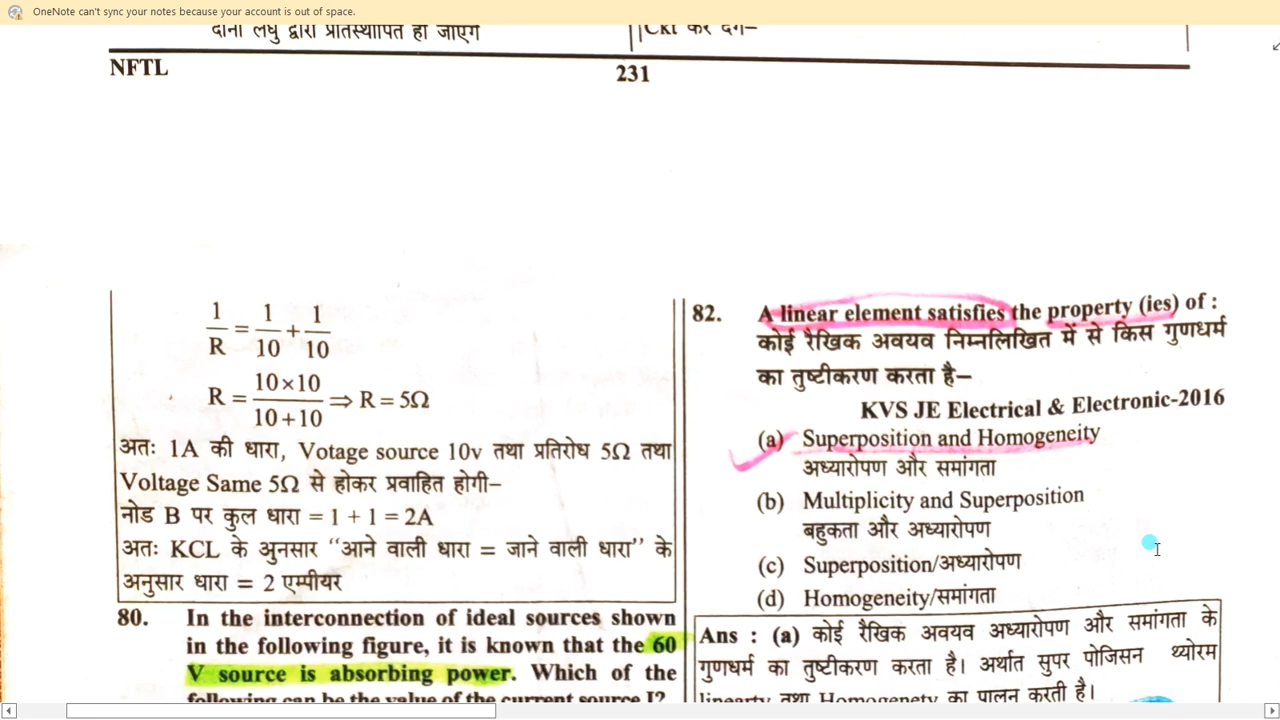 OneNote can't sync your notes because your account is out of space.
दोनों लघु द्वारा प्रतिस्थापित हो जाएंगे
Ckt कर देंगे–
NFTL
231
1/R = 1/10 + 1/10
R = 10×10/10+10 ⇒ R = 5Ω
अतः 1A की धारा, Votage source 10v तथा प्रतिरोध 5Ω तथा
Voltage Same 5Ω से होकर प्रवाहित होगी–
नोड B पर कुल धारा = 1 + 1 = 2A
अतः KCL के अुनसार "आने वाली धारा = जाने वाली धारा" के
अनुसार धारा = 2 एम्पीयर
80. In the interconnection of ideal sources shown
in the following figure, it is known that the 60
V source is absorbing power. Which of the
following can be the value of the current source I?
82. A linear element satisfies the property (ies) of :
कोई रैखिक अवयव निम्नलिखित में से किस गुणधर्म
का तुष्टीकरण करता है–
KVS JE Electrical & Electronic-2016
(a) Superposition and Homogeneity
अध्यारोपण और समांगता
(b) Multiplicity and Superposition
बहुकता और अध्यारोपण
(c) Superposition/अध्यारोपण
(d) Homogeneity/समांगता
Ans : (a) कोई रैखिक अवयव अध्यारोपण और समांगता के
गुणधर्म का तुष्टीकरण करता है। अर्थात सुपर पोजिसन थ्योरम
linearty तथा Homogenety का पालन करती है।